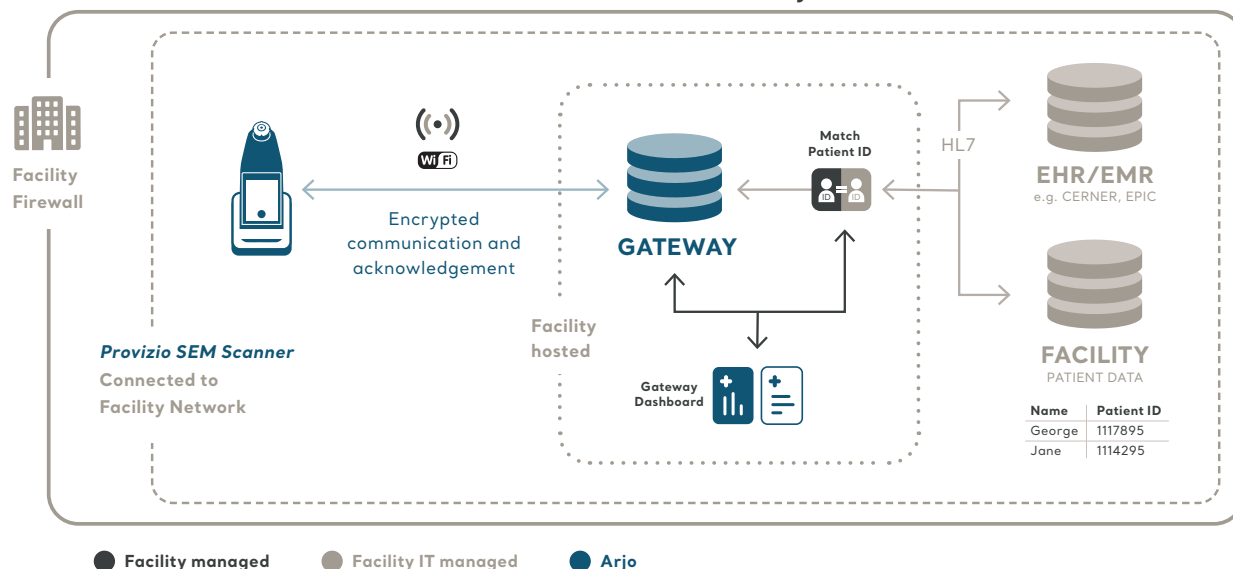 Facility
Firewall
WiFi
Encrypted
communication and
acknowledgement
Provizio SEM Scanner
Connected to
Facility Network
GATEWAY
Match
Patient ID
ID
ID
Facility
hosted
Gateway
Dashboard
HL7
EHR/EMR
e.g. CERNER, EPIC
FACILITY
PATIENT DATA
Name Patient ID
George 1117895
Jane 1114295
Facility managed
Facility IT managed
Arjo